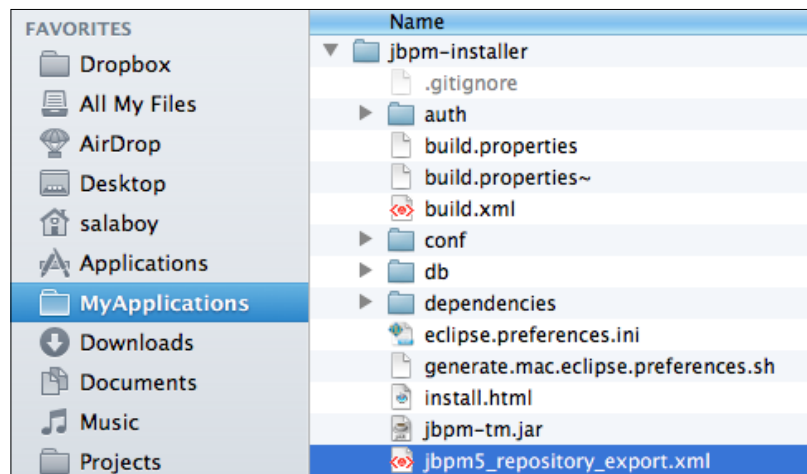 FAVORITES
Dropbox
All My Files
AirDrop
Desktop
salaboy
Applications
MyApplications
Downloads
Documents
Music
Projects
Name
jbpm-installer
.gitignore
auth
build.properties
build.properties~
build.xml
conf
db
dependencies
eclipse.preferences.ini
generate.mac.eclipse.preferences.sh
install.html
jbpm-tm.jar
jbpm5_repository_export.xml